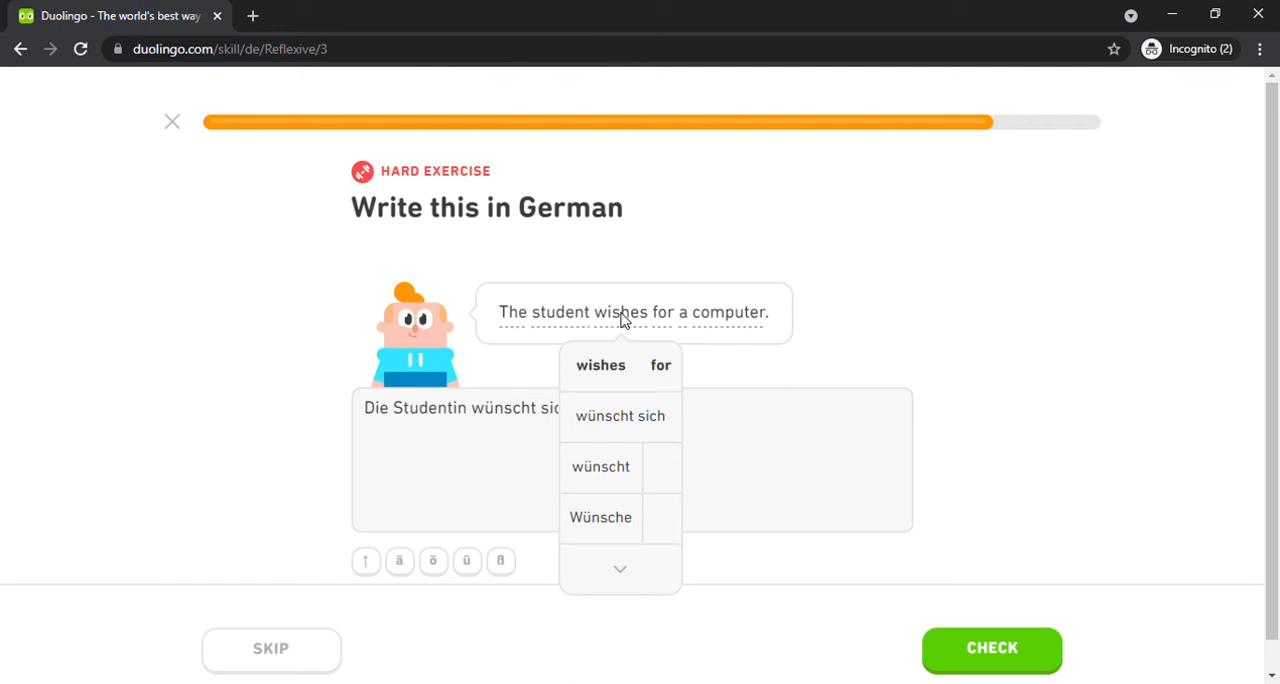 Duolingo - The world's best way
duolingo.com/skill/de/Reflexive/3
Incognito (2)
HARD EXERCISE
Write this in German
The student wishes for a computer.
wishes for
Die Studentin wünscht
wünscht sich
wünscht
Wünsche
↑ ä ö ü ß
SKIP
CHECK